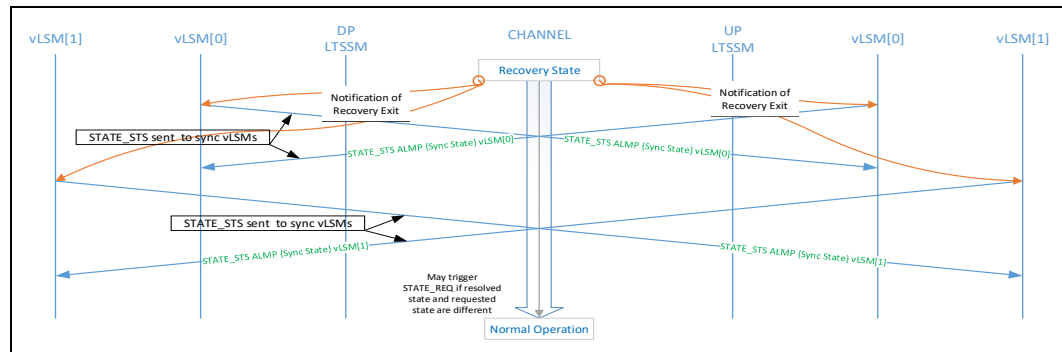 vLSM[1]
vLSM[0]
DP
LTSSM
CHANNEL
UP
LTSSM
vLSM[0]
vLSM[1]
Recovery State
Notification of
Recovery Exit
Notification of
Recovery Exit
STATE_STS sent to sync vLSMs
STATE_STS ALMP (Sync State) vLSM[0]
STATE_STS ALMP (Sync State) vLSM[0]
STATE_STS sent to sync vLSMs
STATE_STS ALMP (Sync State) vLSM[1]
STATE_STS ALMP (Sync State) vLSM[1]
May trigger
STATE_REQ if resolved
state and requested
state are different
Normal Operation